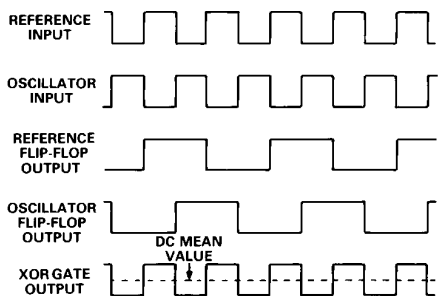 REFERENCE
INPUT
OSCILLATOR
INPUT
REFERENCE
FLIP-FLOP
OUTPUT
OSCILLATOR
FLIP-FLOP
OUTPUT
DC MEAN
VALUE
XOR GATE
OUTPUT